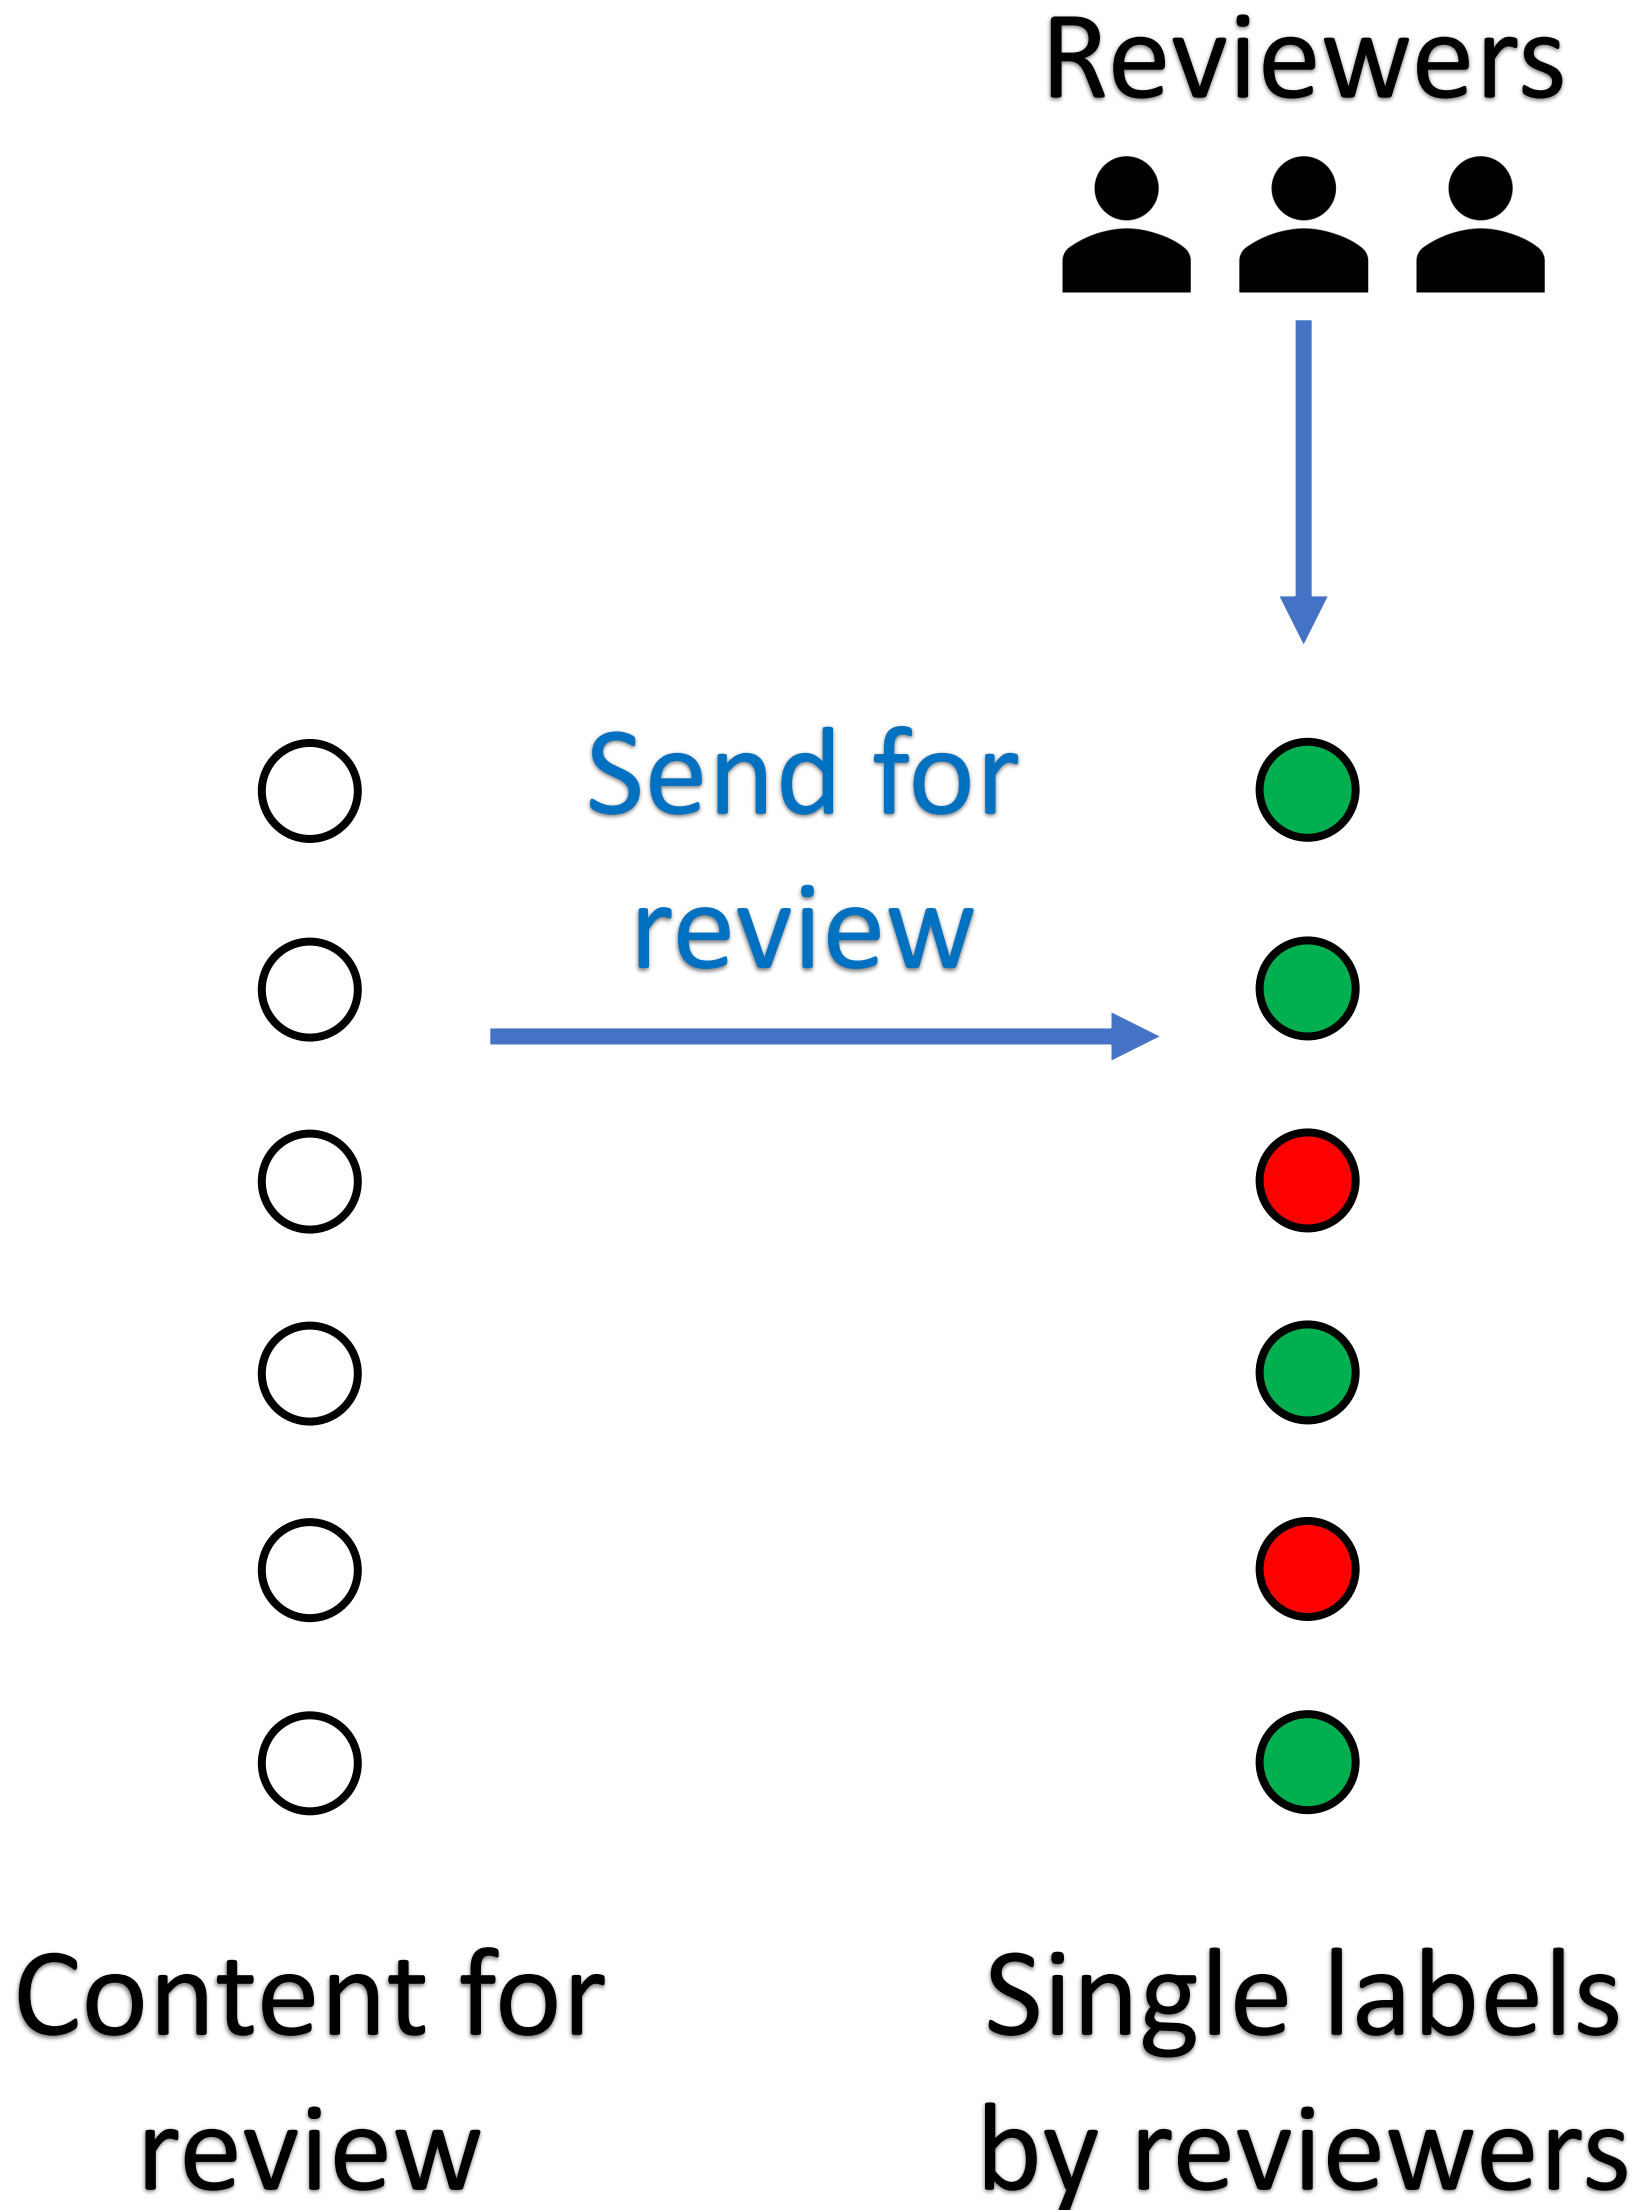 Reviewers
Send for
review
Content for
review
Single labels
by reviewers